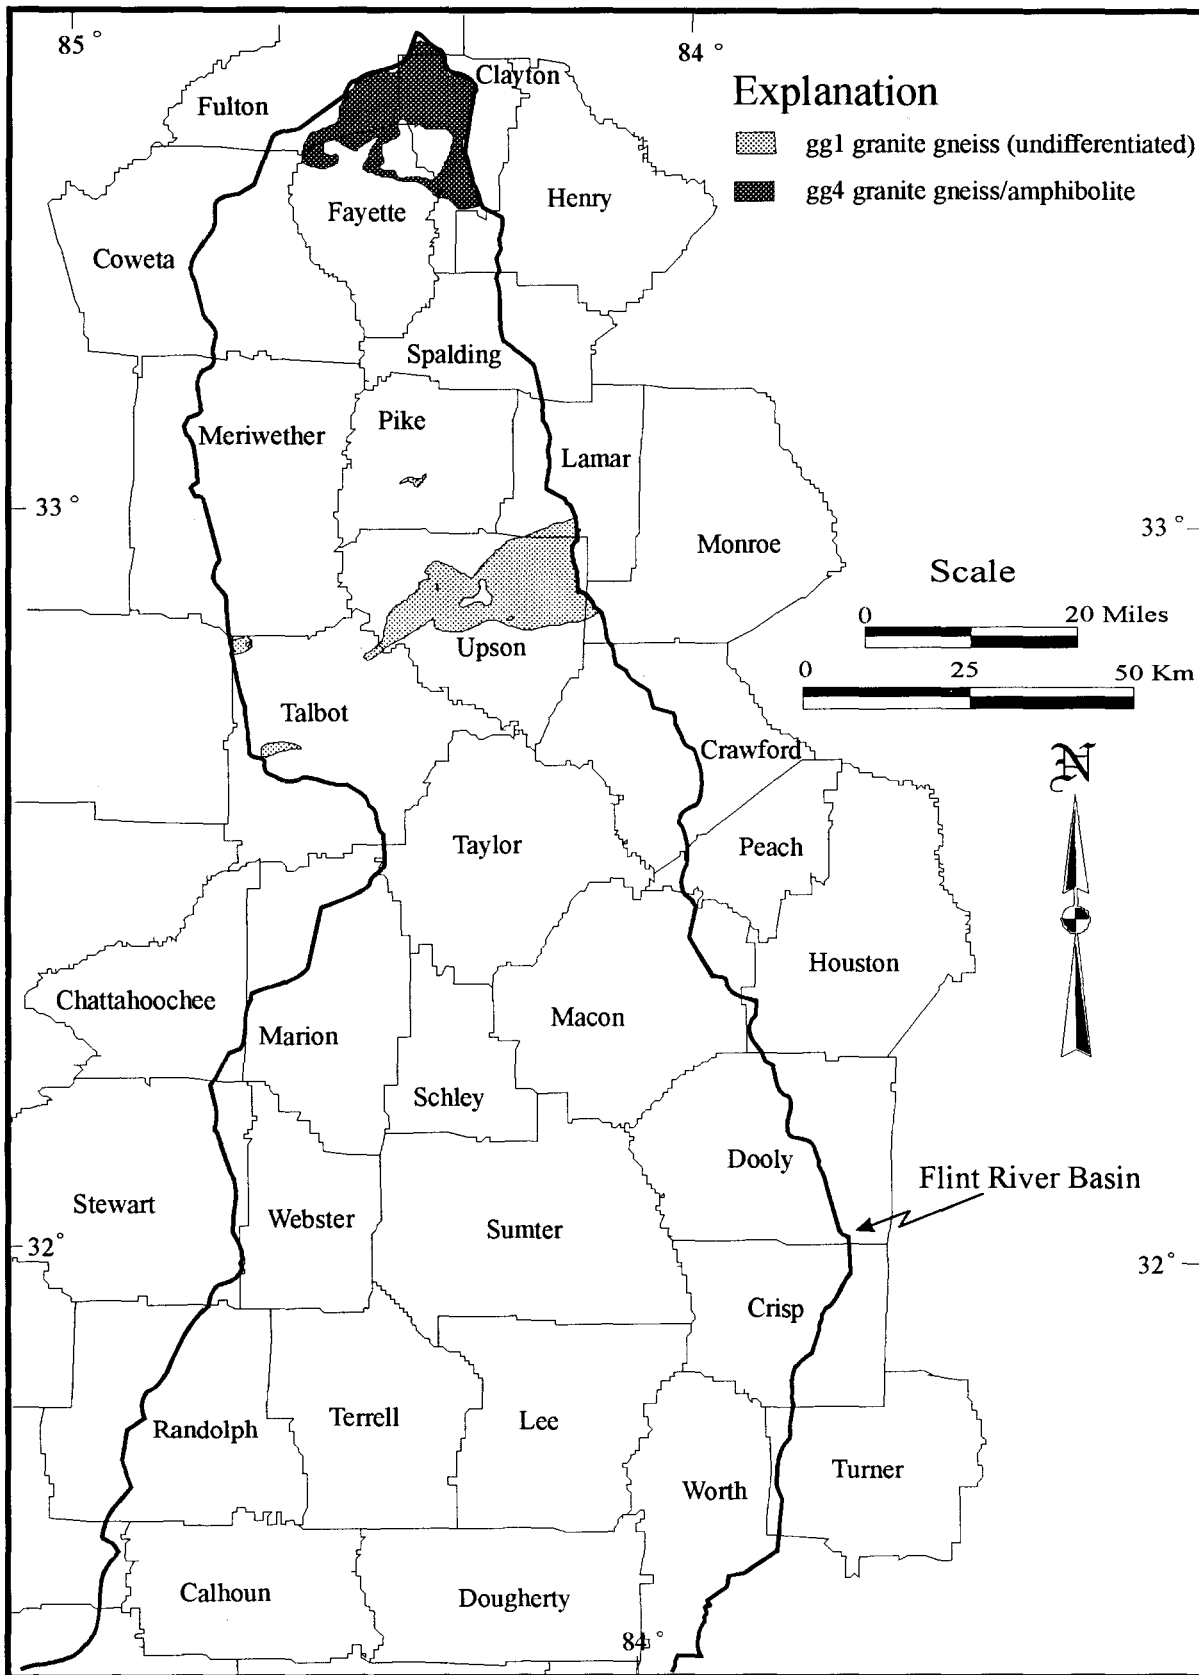 85 °
84 °
Clayton
Explanation
Fulton
gg1 granite gneiss (undifferentiated)
gg4 granite gneiss/amphibolite
Henry
Fayette
Coweta
Spalding
Pike
Meriwether
Lamar
33 °
33 °
Monroe
Scale
0 20 Miles
Upson
0 25 50 Km
Talbot
Crawford
N
Taylor
Peach
Houston
Chattahoochee
Macon
Marion
Schley
Dooly
Flint River Basin
Stewart
Webster
Sumter
32°
32°
Crisp
Randolph
Terrell
Lee
Turner
Worth
Calhoun
Dougherty
84 °